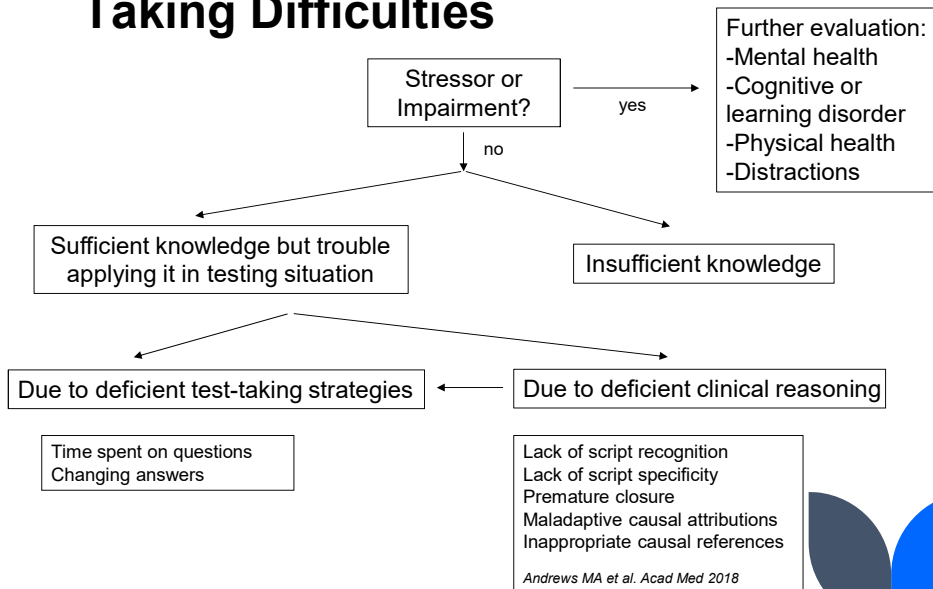 Taking Difficulties
Stressor or
Impairment?
yes
Further evaluation:
-Mental health
-Cognitive or
learning disorder
-Physical health
-Distractions
no
Sufficient knowledge but trouble
applying it in testing situation
Insufficient knowledge
Due to deficient test-taking strategies
Due to deficient clinical reasoning
Time spent on questions
Changing answers
Lack of script recognition
Lack of script specificity
Premature closure
Maladaptive causal attributions
Inappropriate causal references
Andrews MA et al. Acad Med 2018